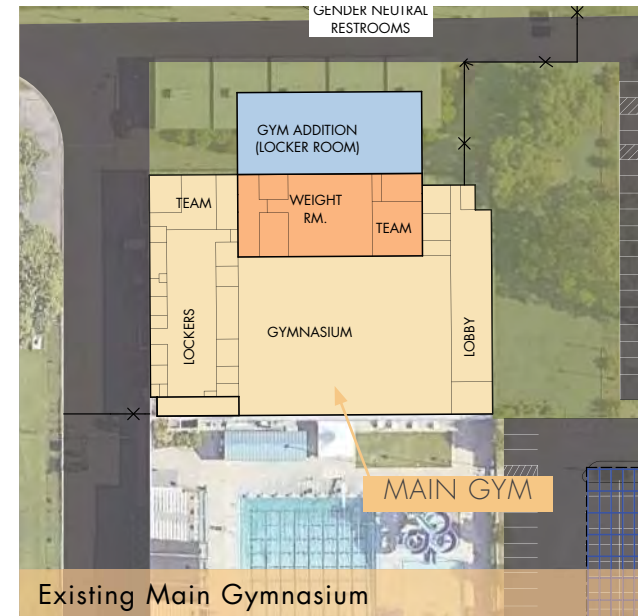 GENDER NEUTRAL
RESTROOMS
GYM ADDITION
(LOCKER ROOM)
TEAM
WEIGHT
RM.
TEAM
LOCKERS
GYMNASIUM
LOBBY
MAIN GYM
Existing Main Gymnasium